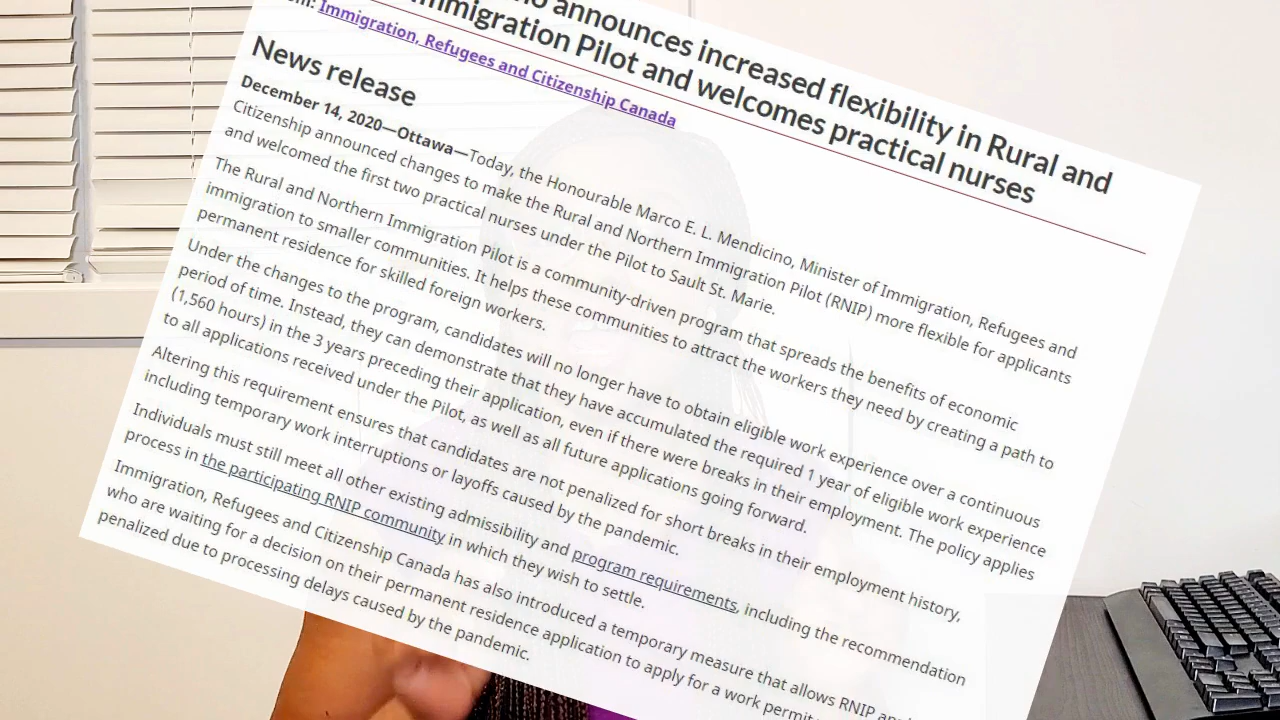 announces increased flexibility in Rural and
Immigration Pilot and welcomes practical nurses
Immigration, Refugees and Citizenship Canada
News release
December 14, 2020—Ottawa—Today, the Honourable Marco E. L. Mendicino, Minister of Immigration, Refugees and
Citizenship announced changes to make the Rural and Northern Immigration Pilot (RNIP) more flexible for applicants
and welcomed the first two practical nurses under the Pilot to Sault St. Marie.
The Rural and Northern Immigration Pilot is a community-driven program that spreads the benefits of economic
immigration to smaller communities. It helps these communities to attract the workers they need by creating a path to
permanent residence for skilled foreign workers.
Under the changes to the program, candidates will no longer have to obtain eligible work experience over a continuous
period of time. Instead, they can demonstrate that they have accumulated the required 1 year of eligible work experience
(1,560 hours) in the 3 years preceding their application, even if there were breaks in their employment. The policy applies
to all applications received under the Pilot, as well as all future applications going forward.
Altering this requirement ensures that candidates are not penalized for short breaks in their employment history,
including temporary work interruptions or layoffs caused by the pandemic.
Individuals must still meet all other existing admissibility and program requirements, including the recommendation
process in the participating RNIP community in which they wish to settle.
Immigration, Refugees and Citizenship Canada has also introduced a temporary measure that allows RNIP
who are waiting for a decision on their permanent residence application to apply for a work permit
penalized due to processing delays caused by the pandemic.